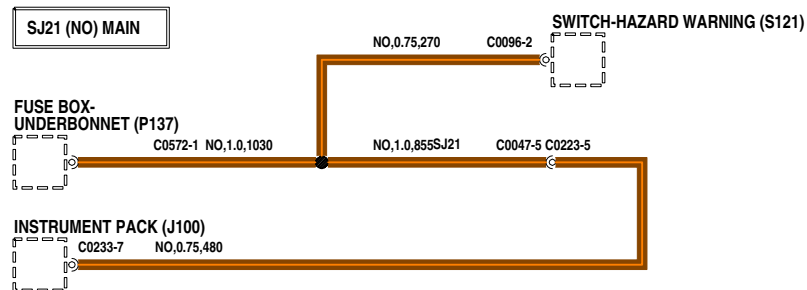 SJ21 (NO) MAIN
SWITCH-HAZARD WARNING (S121)
NO,0.75,270 C0096-2
FUSE BOX-
UNDERBONNET (P137)
C0572-1 NO,1.0,1030 NO,1.0,855SJ21 C0047-5 C0223-5
INSTRUMENT PACK (J100)
C0233-7 NO,0.75,480